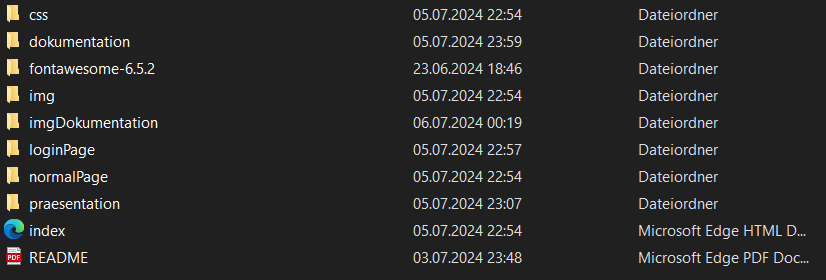 css 05.07.2024 22:54 Dateiordner
dokumentation 05.07.2024 23:59 Dateiordner
fontawesome-6.5.2 23.06.2024 18:46 Dateiordner
img 05.07.2024 22:54 Dateiordner
imgDokumentation 06.07.2024 00:19 Dateiordner
loginPage 05.07.2024 22:57 Dateiordner
normalPage 05.07.2024 22:54 Dateiordner
praesentation 05.07.2024 23:07 Dateiordner
index 05.07.2024 22:54 Microsoft Edge HTML D...
PDF README 03.07.2024 23:48 Microsoft Edge PDF Doc...